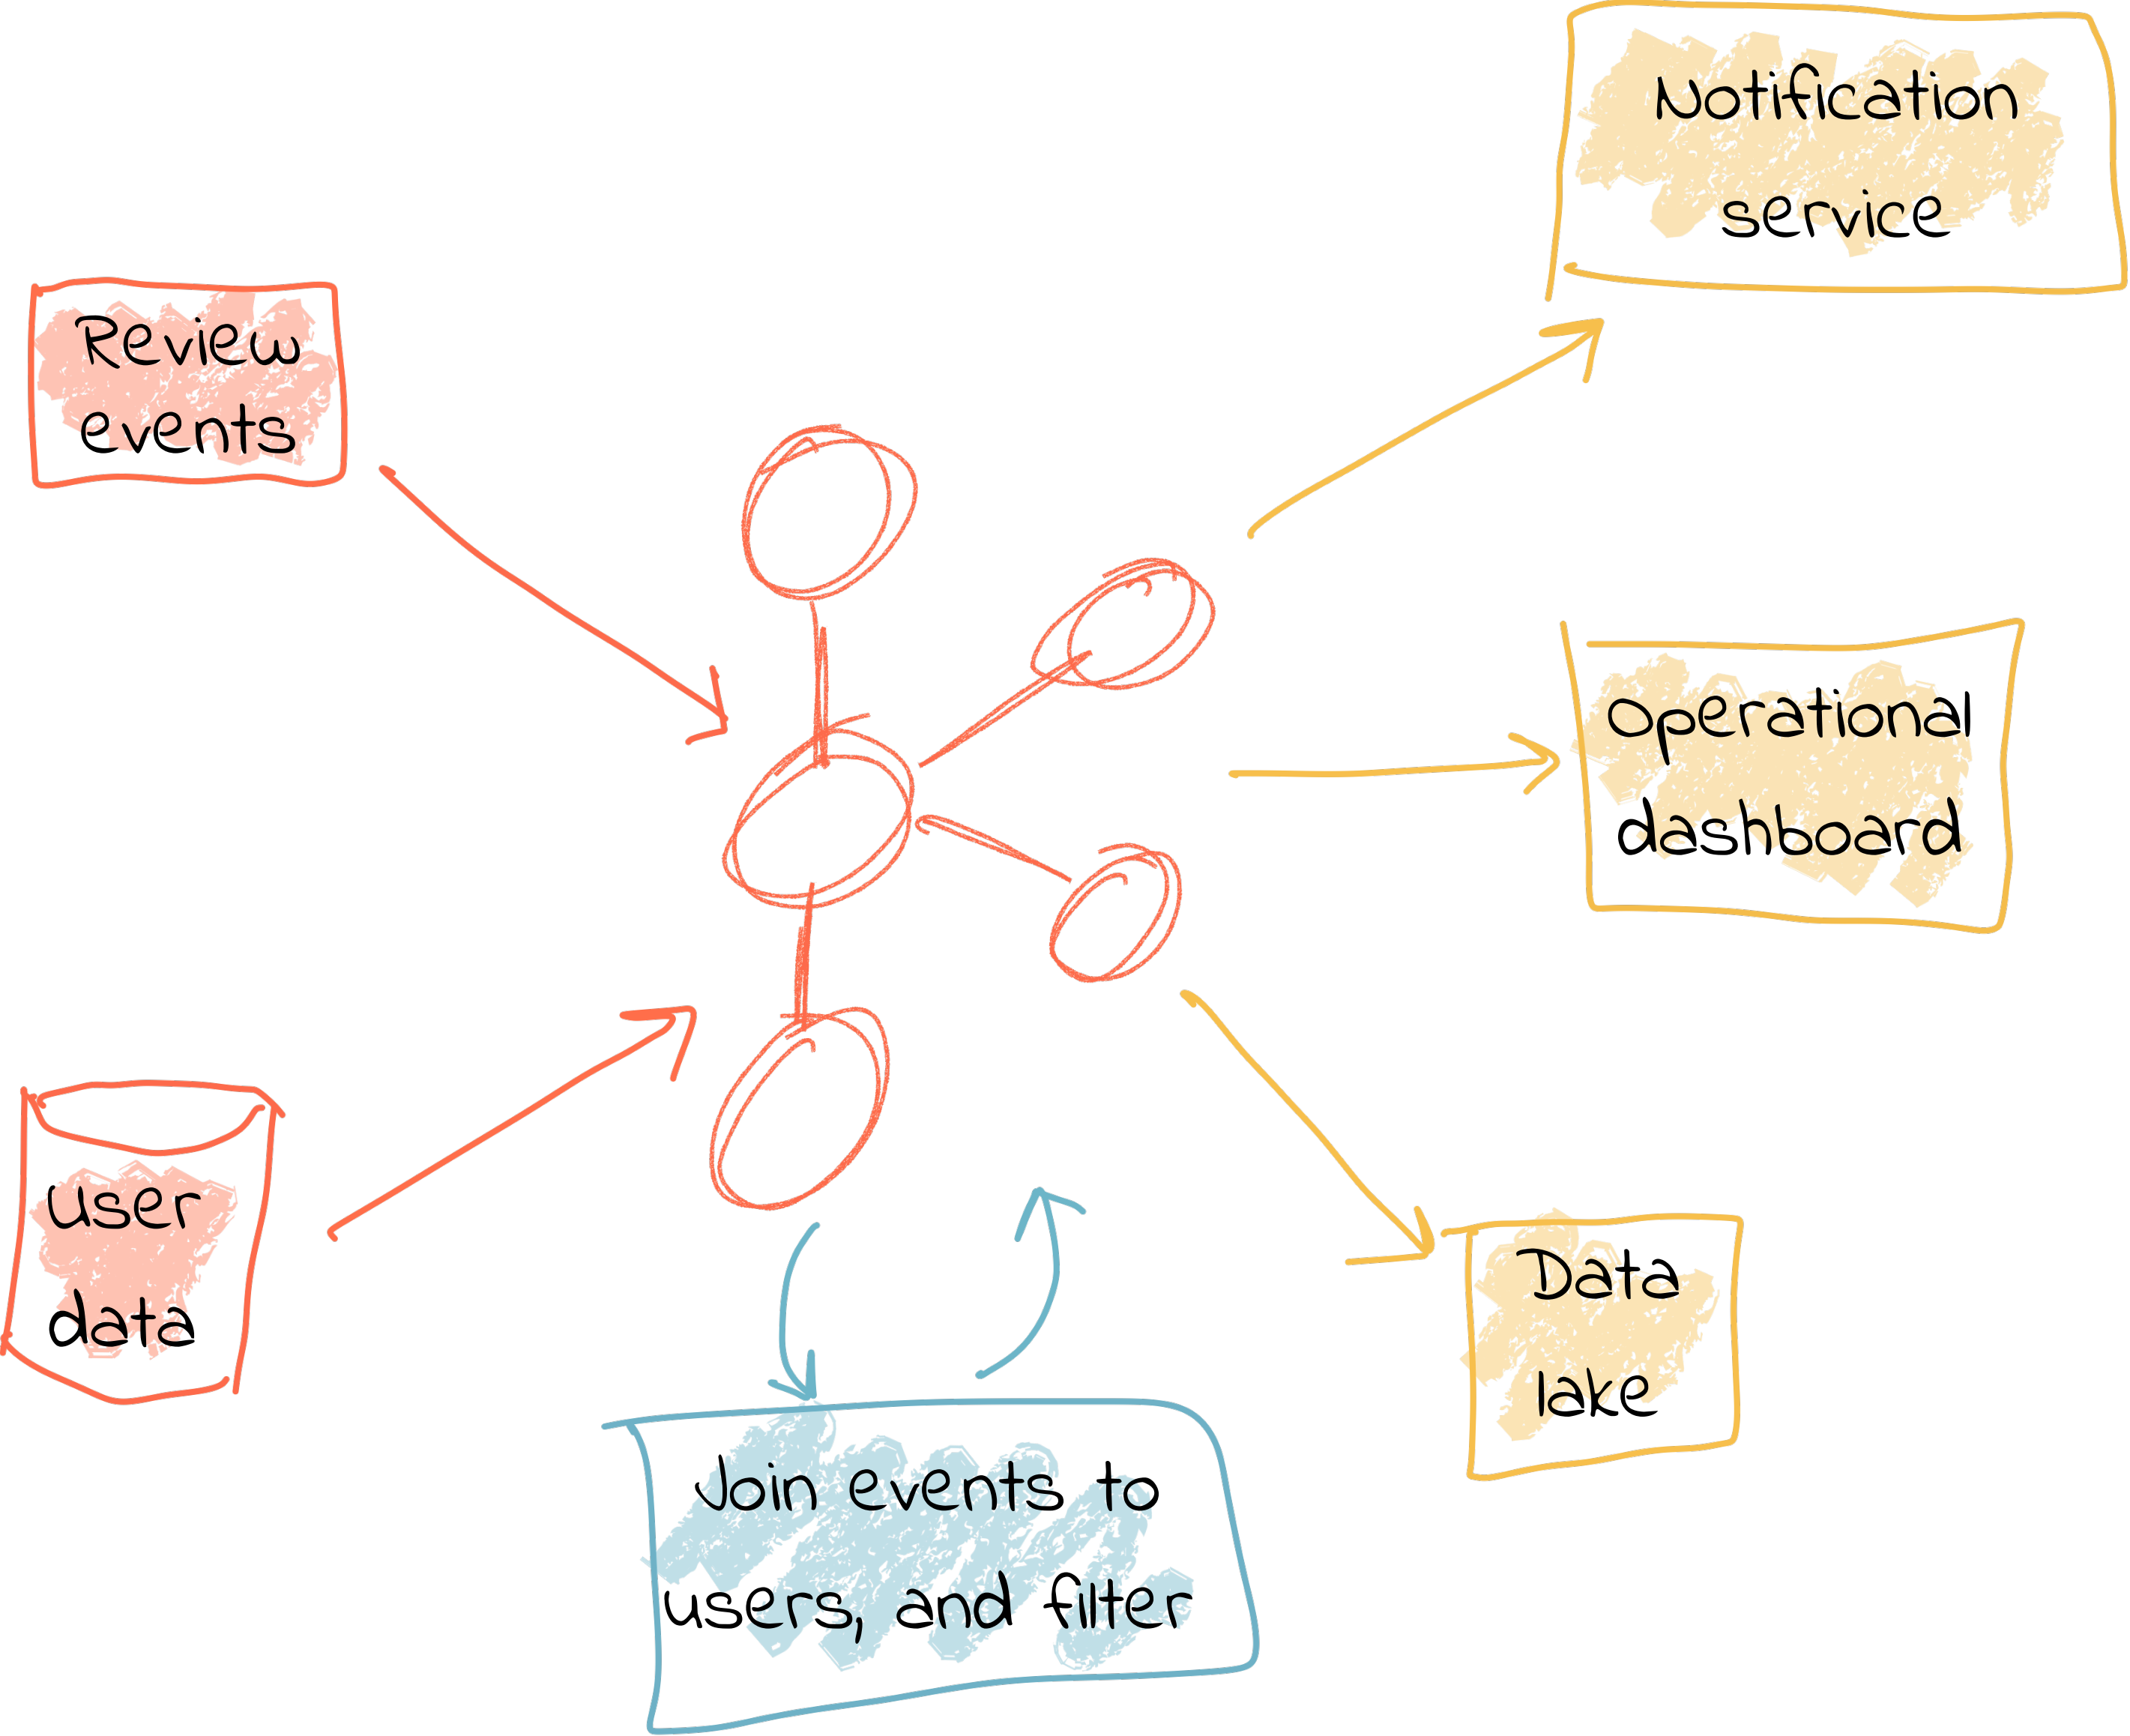 Notification
service
Review
events
Operational
dashboard
user
data
Data
lake
Join events to
users, and filter